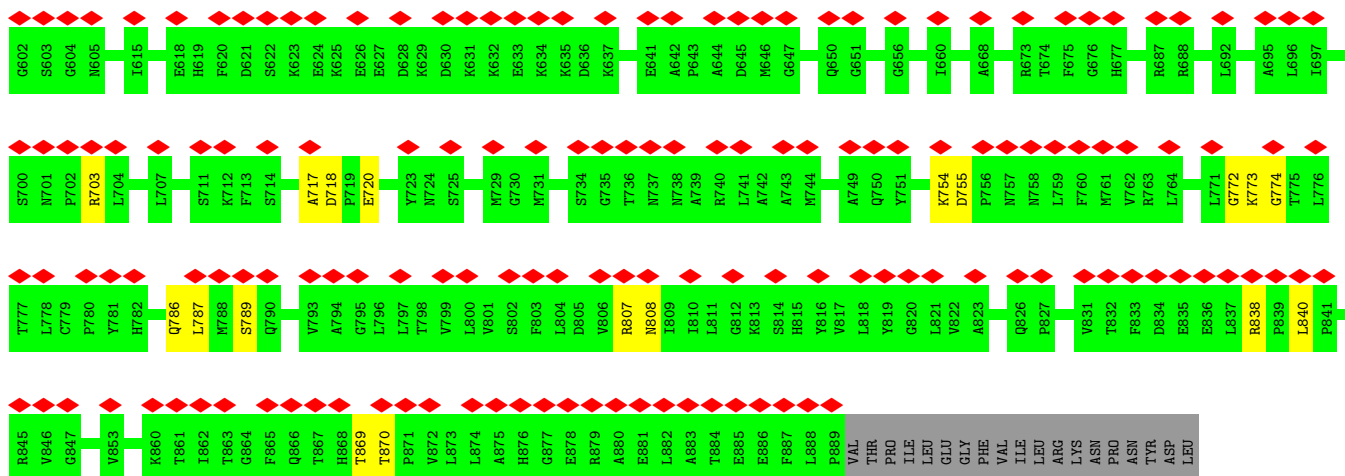 G602 S603 G604 N605 I615 E618 H619 F620 D621 S622 K623 E624 K625 E626 E627 D628 K629 D630 K631 K632 E633 K634 K635 D636 K637 E641 A642 P643 A644 D645 M646 G647 Q650 G651 G656 I660 A668 R673 T674 F675 G676 H677 R687 R688 L692 A695 L696 I697
S700 N701 P702 R703 L704 L707 S711 K712 F713 S714 A717 D718 P719 E720 Y723 N724 S725 M729 G730 M731 S734 G735 T736 N737 N738 A739 R740 L741 A742 A743 M744 A749 Q750 Y751 K754 D755 P756 N757 N758 L759 F760 M761 V762 R763 L764 L771 G772 K773 G774 T775 L776
T777 L778 C779 P780 Y781 H782 Q786 L787 M788 S789 Q790 V793 A794 G795 L796 L797 T798 V799 L800 V801 S802 F803 L804 D805 V806 R807 N808 I809 I810 L811 G812 K813 S814 H815 Y816 V817 L818 Y819 G820 L821 V822 A823 Q826 P827 V831 T832 F833 D834 E835 E836 L837 R838 P839 L840 P841
R845 V846 G847 V853 K860 T861 I862 T863 G864 F865 Q866 T867 H868 T869 T870 P871 V872 L873 L874 A875 H876 G877 E878 R879 A880 E881 L882 A883 T884 E885 E886 F887 L888 P889 VAL THR PRO ILE LEU GLU GLY PHE VAL ILE LEU ARG LYS ASN PRO ASN TYR ASP LEU